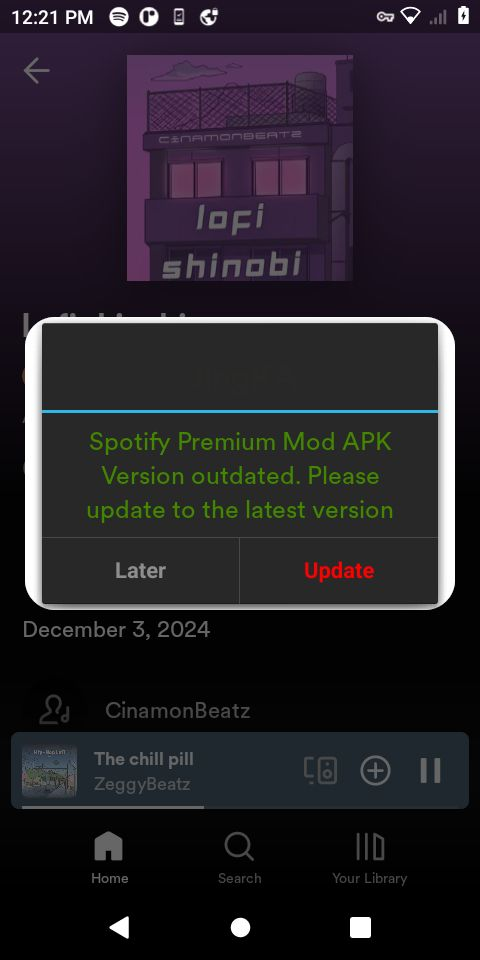 12:21 PM
CINAMONBEATZ
lofi
shinobi
Spotify Premium Mod APK
Version outdated. Please
update to the latest version
Later
Update
December 3, 2024
CinamonBeatz
The chill pill
ZeggyBeatz
Home
Search
Your Library